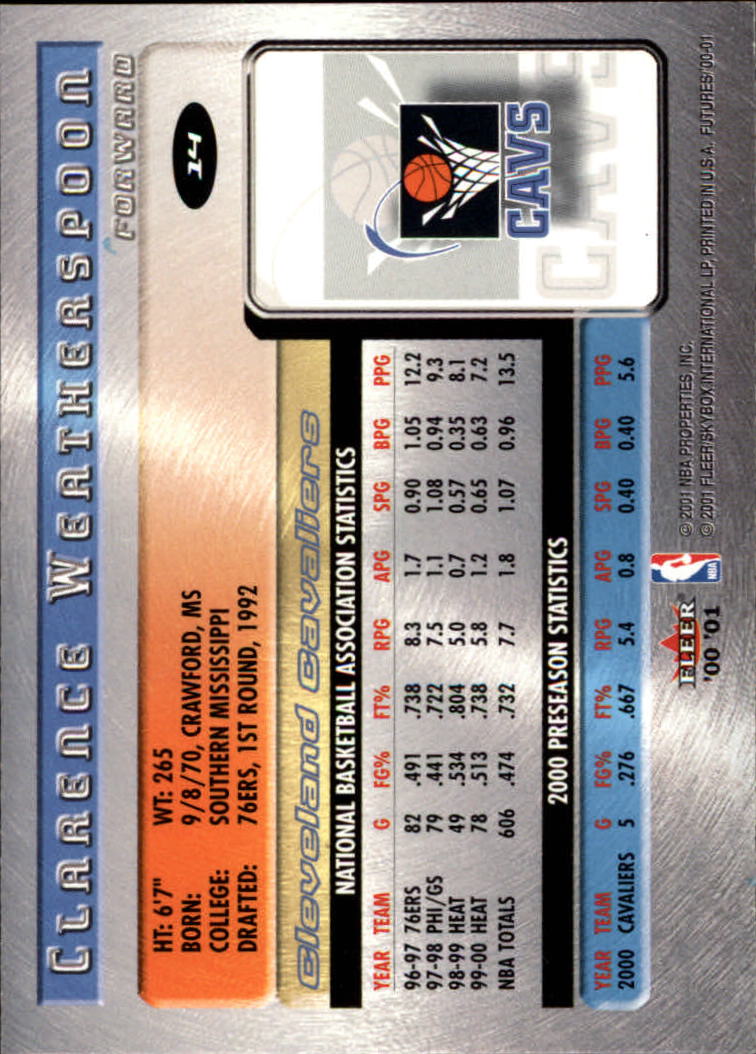 CLARENCE WEATHERSPOON
FORWARD
14
HT: 6'7" WT: 265
BORN: 9/8/70, CRAWFORD, MS
COLLEGE: SOUTHERN MISSISSIPPI
DRAFTED: 76ERS, 1ST ROUND, 1992
CAVS
CAVS
Cleveland Cavaliers
NATIONAL BASKETBALL ASSOCIATION STATISTICS
YEAR TEAM G FG% FT% RPG APG SPG BPG PPG
96-97 76ERS 82 .491 .738 8.3 1.7 0.90 1.05 12.2
97-98 PHI/GS 79 .441 .722 7.5 1.1 1.08 0.94 9.3
98-99 HEAT 49 .534 .804 5.0 0.7 0.57 0.35 8.1
99-00 HEAT 78 .513 .738 5.8 1.2 0.65 0.63 7.2
NBA TOTALS 606 .474 .732 7.7 1.8 1.07 0.96 13.5
2000 PRESEASON STATISTICS
YEAR TEAM G FG% FT% RPG APG SPG BPG PPG
2000 CAVALIERS 5 .276 .667 5.4 0.8 0.40 0.40 5.6
FLEER
'00 '01
NBA
© 2001 NBA PROPERTIES, INC.
© 2001 FLEER/SKYBOX INTERNATIONAL LP, PRINTED IN U.S.A. FUTURES/'00-01